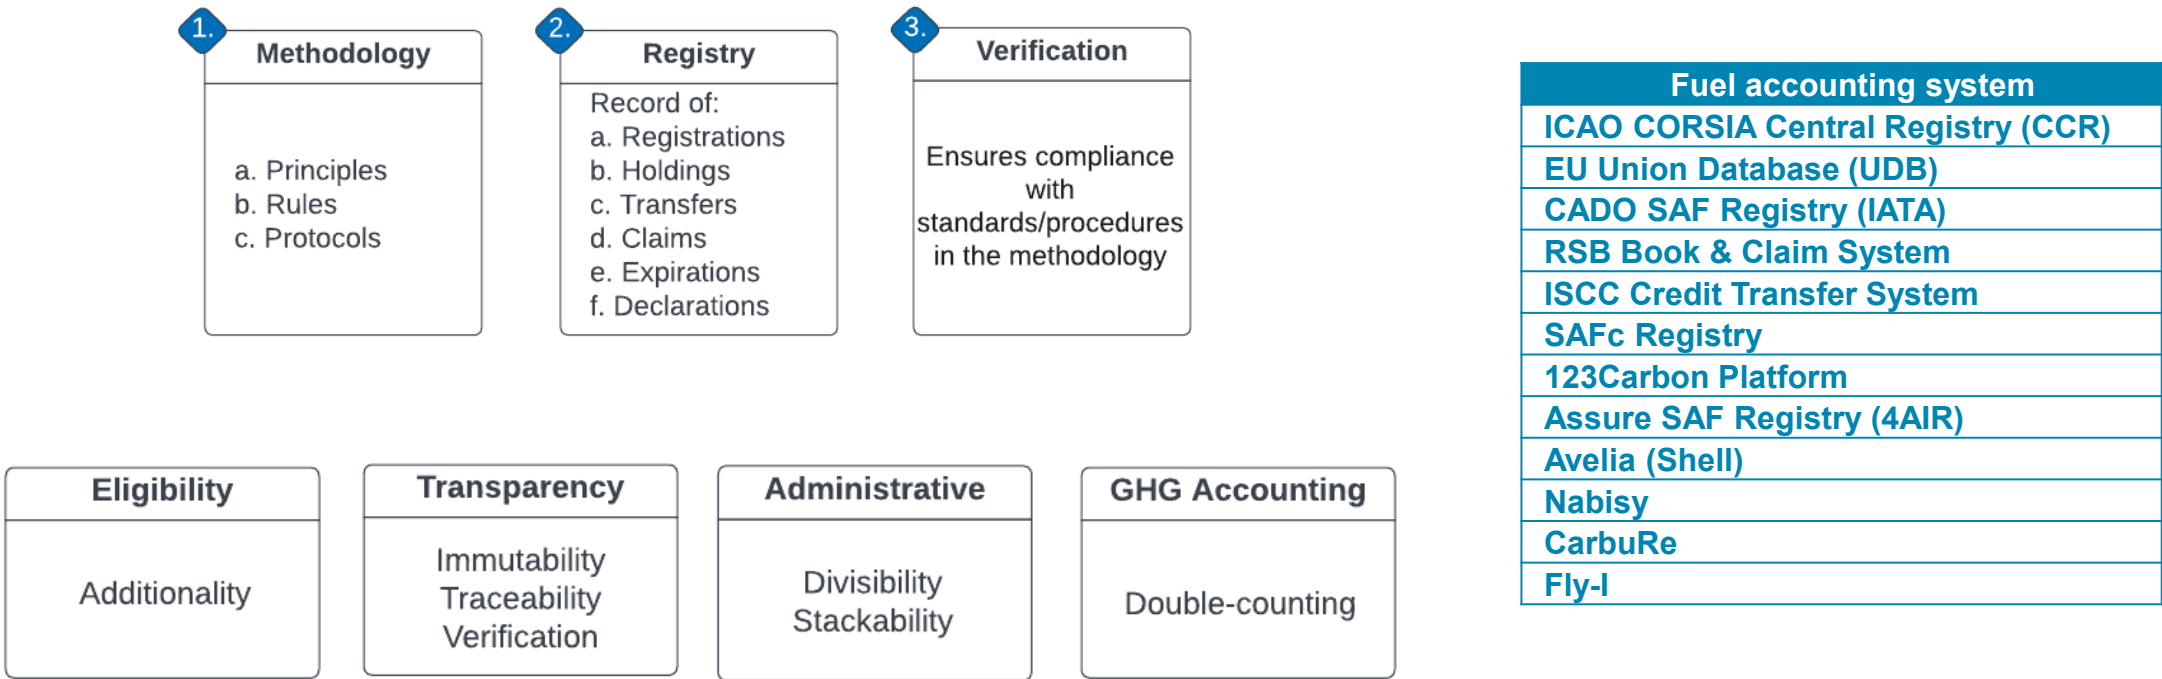 1.
Methodology
a. Principles
b. Rules
c. Protocols
2.
Registry
Record of:
a. Registrations
b. Holdings
c. Transfers
d. Claims
e. Expirations
f. Declarations
3.
Verification
Ensures compliance
with
standards/procedures
in the methodology
Eligibility
Additionality
Transparency
Immutability
Traceability
Verification
Administrative
Divisibility
Stackability
GHG Accounting
Double-counting
Fuel accounting system
ICAO CORSIA Central Registry (CCR)
EU Union Database (UDB)
CADO SAF Registry (IATA)
RSB Book & Claim System
ISCC Credit Transfer System
SAFc Registry
123Carbon Platform
Assure SAF Registry (4AIR)
Avelia (Shell)
Nabisy
CarbuRe
Fly-I